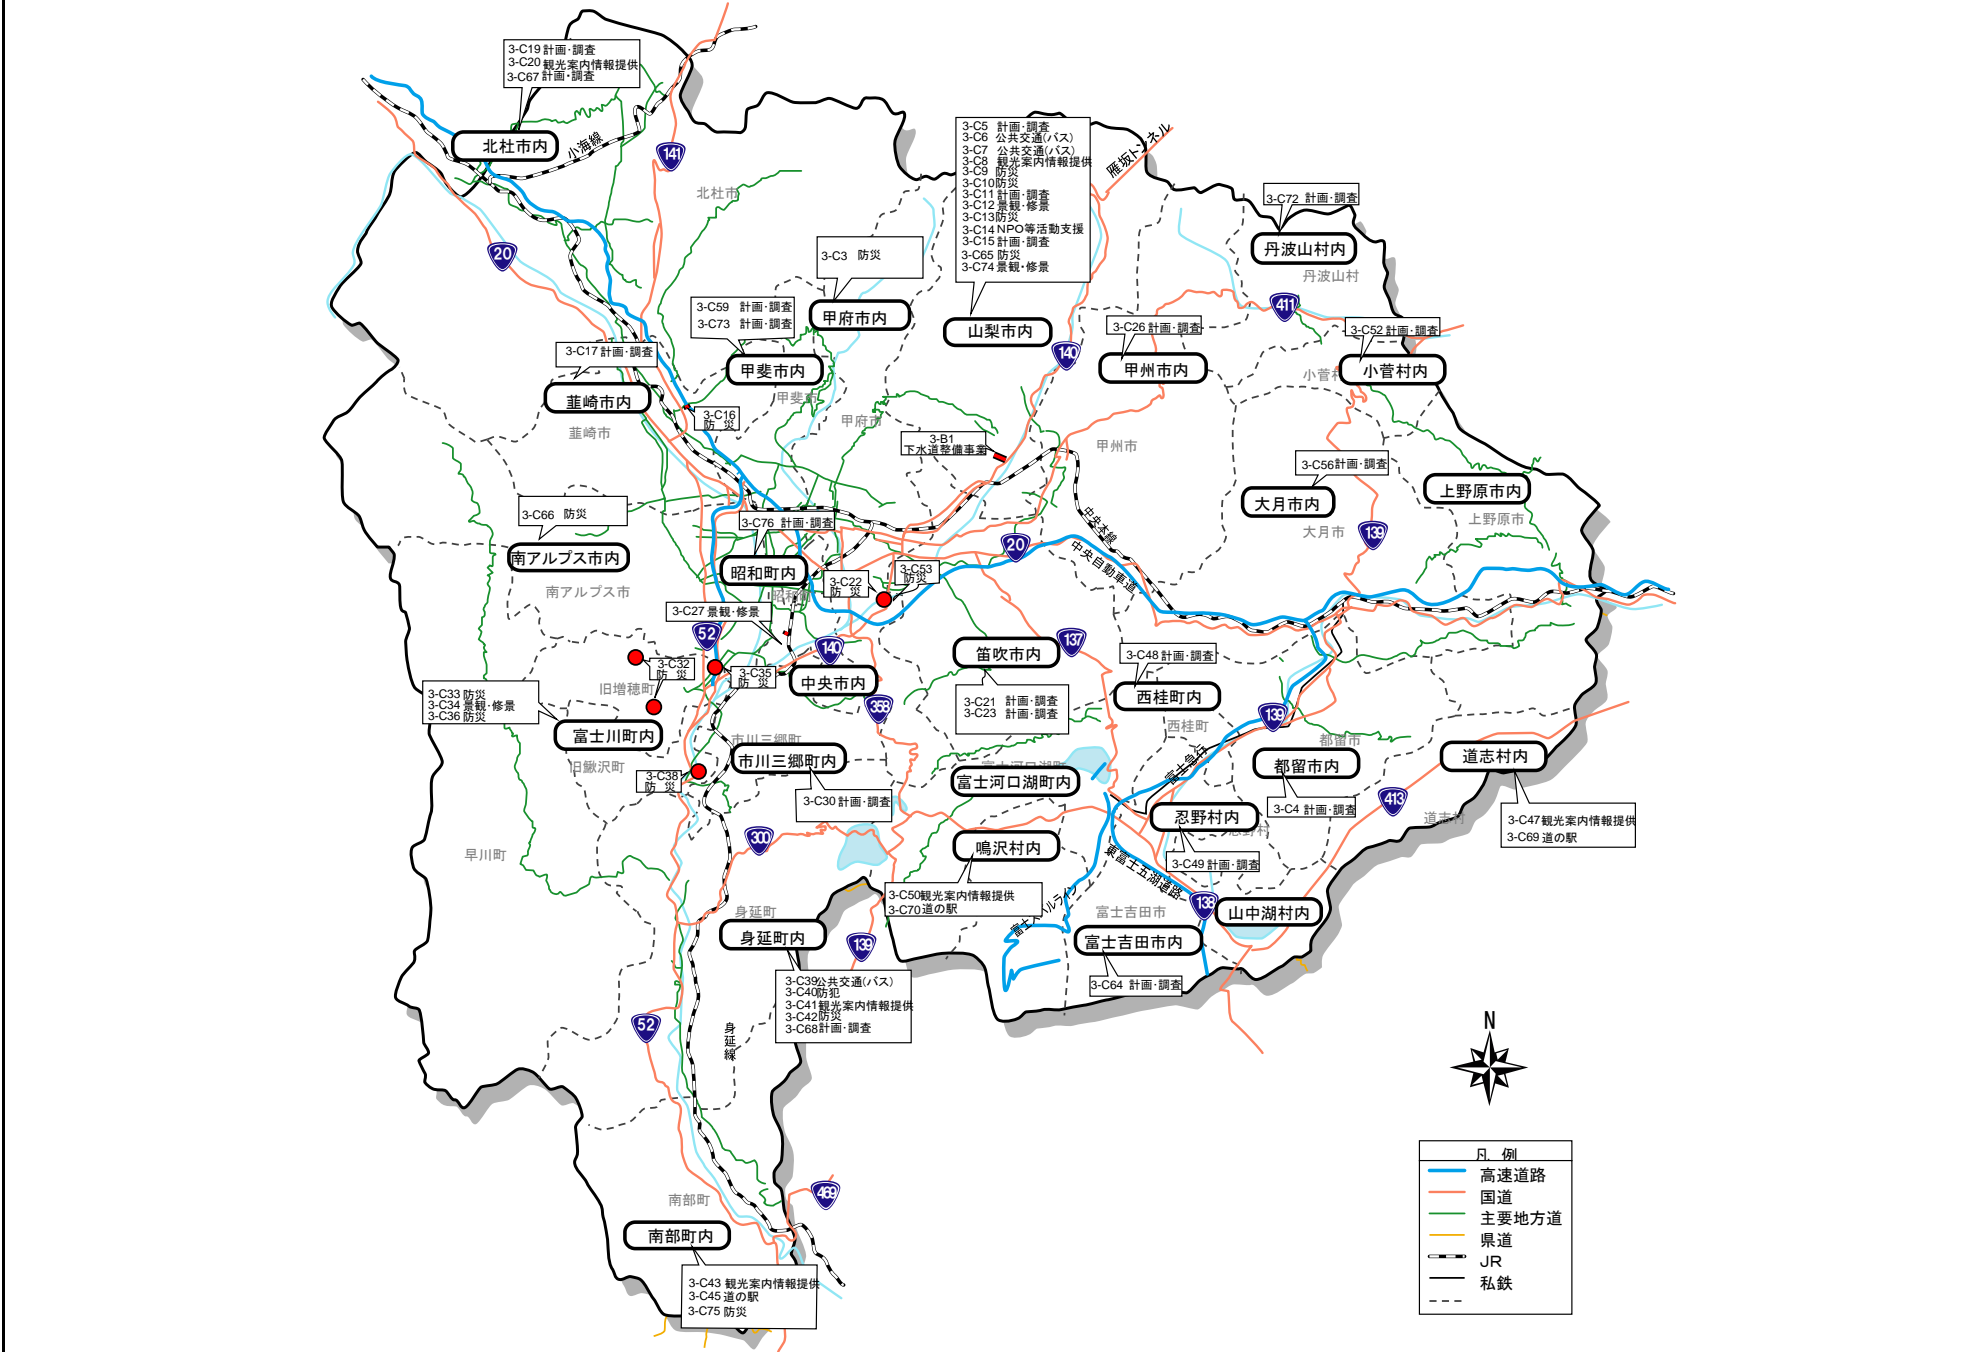 3-C19 計画・調査
3-C20 観光案内情報提供
3-C67 計画・調査
北杜市内
小海線
141
北杜市
20
3-C5 計画・調査
3-C6 公共交通(バス)
3-C7 公共交通(バス)
3-C8 観光案内情報提供
3-C9 防災
3-C10 防災
3-C11 計画・調査
3-C12 景観・修景
3-C13 防災
3-C14 NPO等活動支援
3-C15 計画・調査
3-C65 防災
3-C74 景観・修景
山梨市内
雁坂トンネル
3-C72 計画・調査
丹波山村内
丹波山村
411
3-C3 防災
甲府市内
3-C59 計画・調査
3-C73 計画・調査
甲斐市内
甲斐市
甲府市
3-C17 計画・調査
韮崎市内
韮崎市
3-C16
防 災
140
3-C26 計画・調査
甲州市内
甲州市
3-C52 計画・調査
小菅村内
小菅
3-B1
下水道整備事業
3-C56 計画・調査
大月市内
大月市
上野原市内
上野原市
139
3-C66 防災
南アルプス市内
南アルプス市
3-C76 計画・調査
昭和町内
昭和
20
中央本線
中央自動車道
3-C22
防 災
3-C53
防災
3-C27 景観・修景
52
140
3-C32
防 災
3-C35
防 災
中央市内
358
笛吹市内
3-C21 計画・調査
3-C23 計画・調査
137
3-C48 計画・調査
西桂町内
西桂町
139
旧増穂町
3-C33 防災
3-C34 景観・修景
3-C36 防災
富士川町内
旧鰍沢町
3-C38
防 災
市川三郷町
市川三郷町内
3-C30 計画・調査
300
富士河口湖町
富士河口湖町内
富士急行
都留市
都留市内
3-C4 計画・調査
413
道志村内
道志村
3-C47 観光案内情報提供
3-C69 道の駅
忍野村内
忍野村
3-C49 計画・調査
鳴沢村内
3-C50 観光案内情報提供
3-C70 道の駅
東富士五湖道路
富士スバルライン
138
山中湖村内
富士吉田市
富士吉田市内
3-C64 計画・調査
早川町
身延町
身延町内
139
3-C39 公共交通(バス)
3-C40 防犯
3-C41 観光案内情報提供
3-C42 防災
3-C68 計画・調査
52
身延線
南部町
469
南部町内
3-C43 観光案内情報提供
3-C45 道の駅
3-C75 防災
N
凡 例
高速道路
国道
主要地方道
県道
JR
私鉄